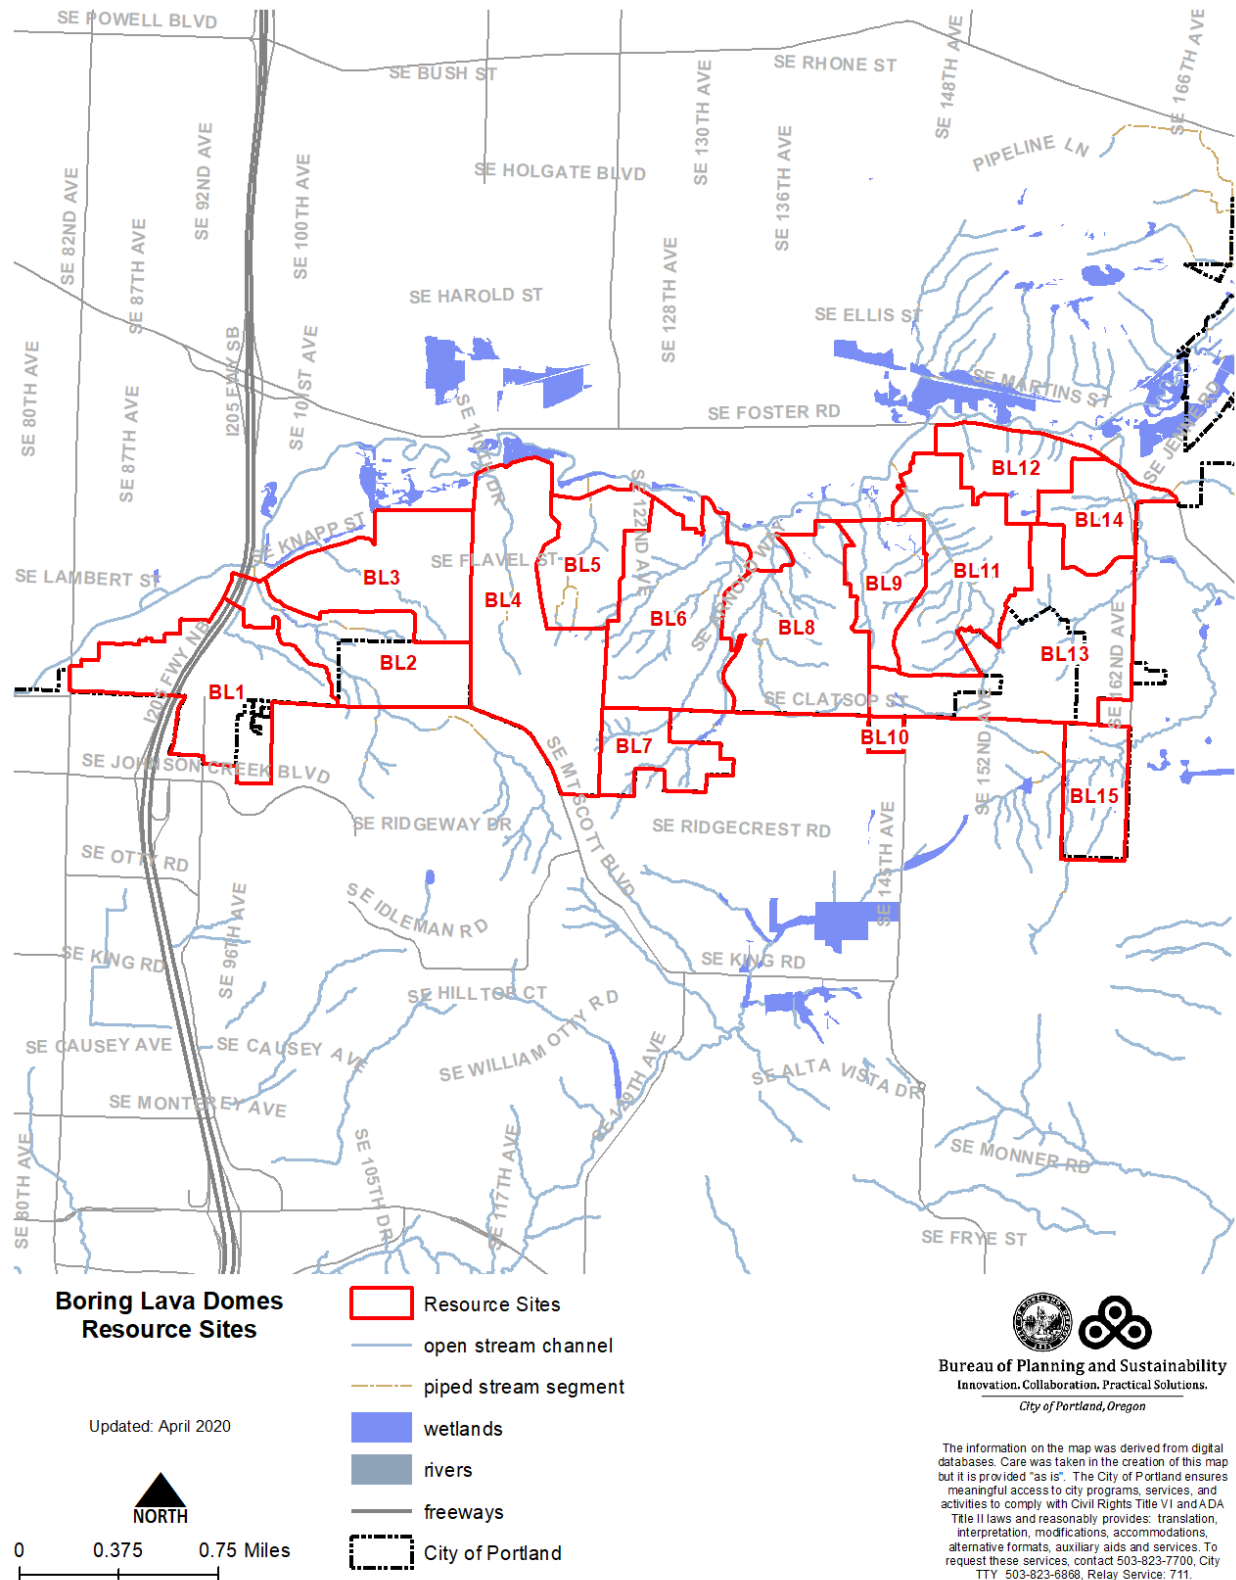 SE POWELL BLVD
SE BUSH ST
SE RHONE ST
SE 148TH AVE
SE 166TH AVE
SE 130TH AVE
PIPELINE LN
SE HOLGATE BLVD
SE 92ND AVE
SE 100TH AVE
SE 136TH AVE
SE 82ND AVE
SE 87TH AVE
SE 128TH AVE
SE HAROLD ST
SE ELLIS ST
SE 80TH AVE
I205 FWY SB
SE 101ST AVE
SE MARTINS ST
SE 87TH AVE
SE FOSTER RD
SE JENNE RD
SE 122ND AVE
BL12
BL14
SE KNAPP ST
SE FLAVEL ST
SE ARNOLD WAY
SE LAMBERT ST
BL3
BL5
BL9
BL11
BL4
BL6
BL8
SE 162ND AVE
BL2
BL13
I205 FWY NB
BL1
SE CLATSOP ST
SE 152ND AVE
BL7
BL10
SE JOHNSON CREEK BLVD
SE MT SCOTT BLVD
BL15
SE RIDGEWAY DR
SE RIDGECREST RD
SE 145TH AVE
SE OTTY RD
SE IDLEMAN RD
SE 96TH AVE
SE KING RD
SE KING RD
SE HILLTOP CT
SE WILLIAM OTTY RD
SE CAUSEY AVE
SE CAUSEY AVE
SE 129TH AVE
SE ALTA VISTA DR
SE MONTEREY AVE
SE 80TH AVE
SE 105TH DR
SE 117TH AVE
SE MONNER RD
SE FRYE ST
Boring Lava Domes
Resource Sites
Updated: April 2020
NORTH
0 0.375 0.75 Miles
Resource Sites
open stream channel
piped stream segment
wetlands
rivers
freeways
City of Portland
Bureau of Planning and Sustainability
Innovation. Collaboration. Practical Solutions.
City of Portland, Oregon
The information on the map was derived from digital
databases. Care was taken in the creation of this map
but it is provided "as is". The City of Portland ensures
meaningful access to city programs, services, and
activities to comply with Civil Rights Title VI and ADA
Title II laws and reasonably provides: translation,
interpretation, modifications, accommodations,
alternative formats, auxiliary aids and services. To
request these services, contact 503-823-7700, City
TTY 503-823-6868, Relay Service: 711.